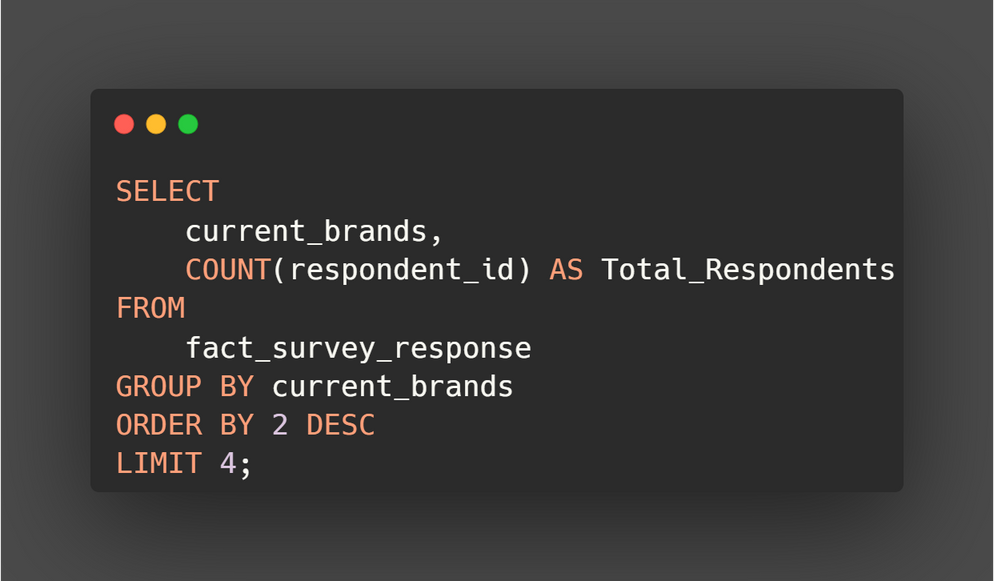 SELECT
    current_brands,
    COUNT(respondent_id) AS Total_Respondents
FROM
    fact_survey_response
GROUP BY current_brands
ORDER BY 2 DESC
LIMIT 4;